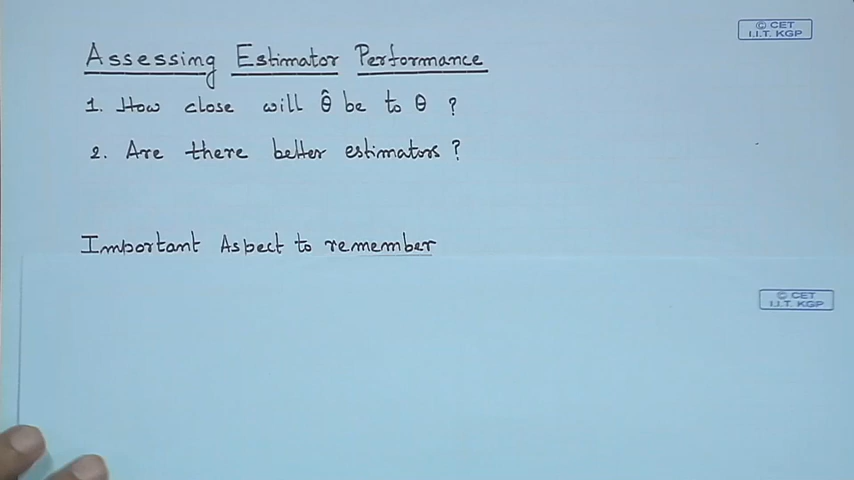 © CET
I.I.T. KGP
Assessing Estimator Performance
1. How close will θ̂ be to θ ?
2. Are there better estimators ?
Important Aspect to remember
© CET
I.I.T. KGP